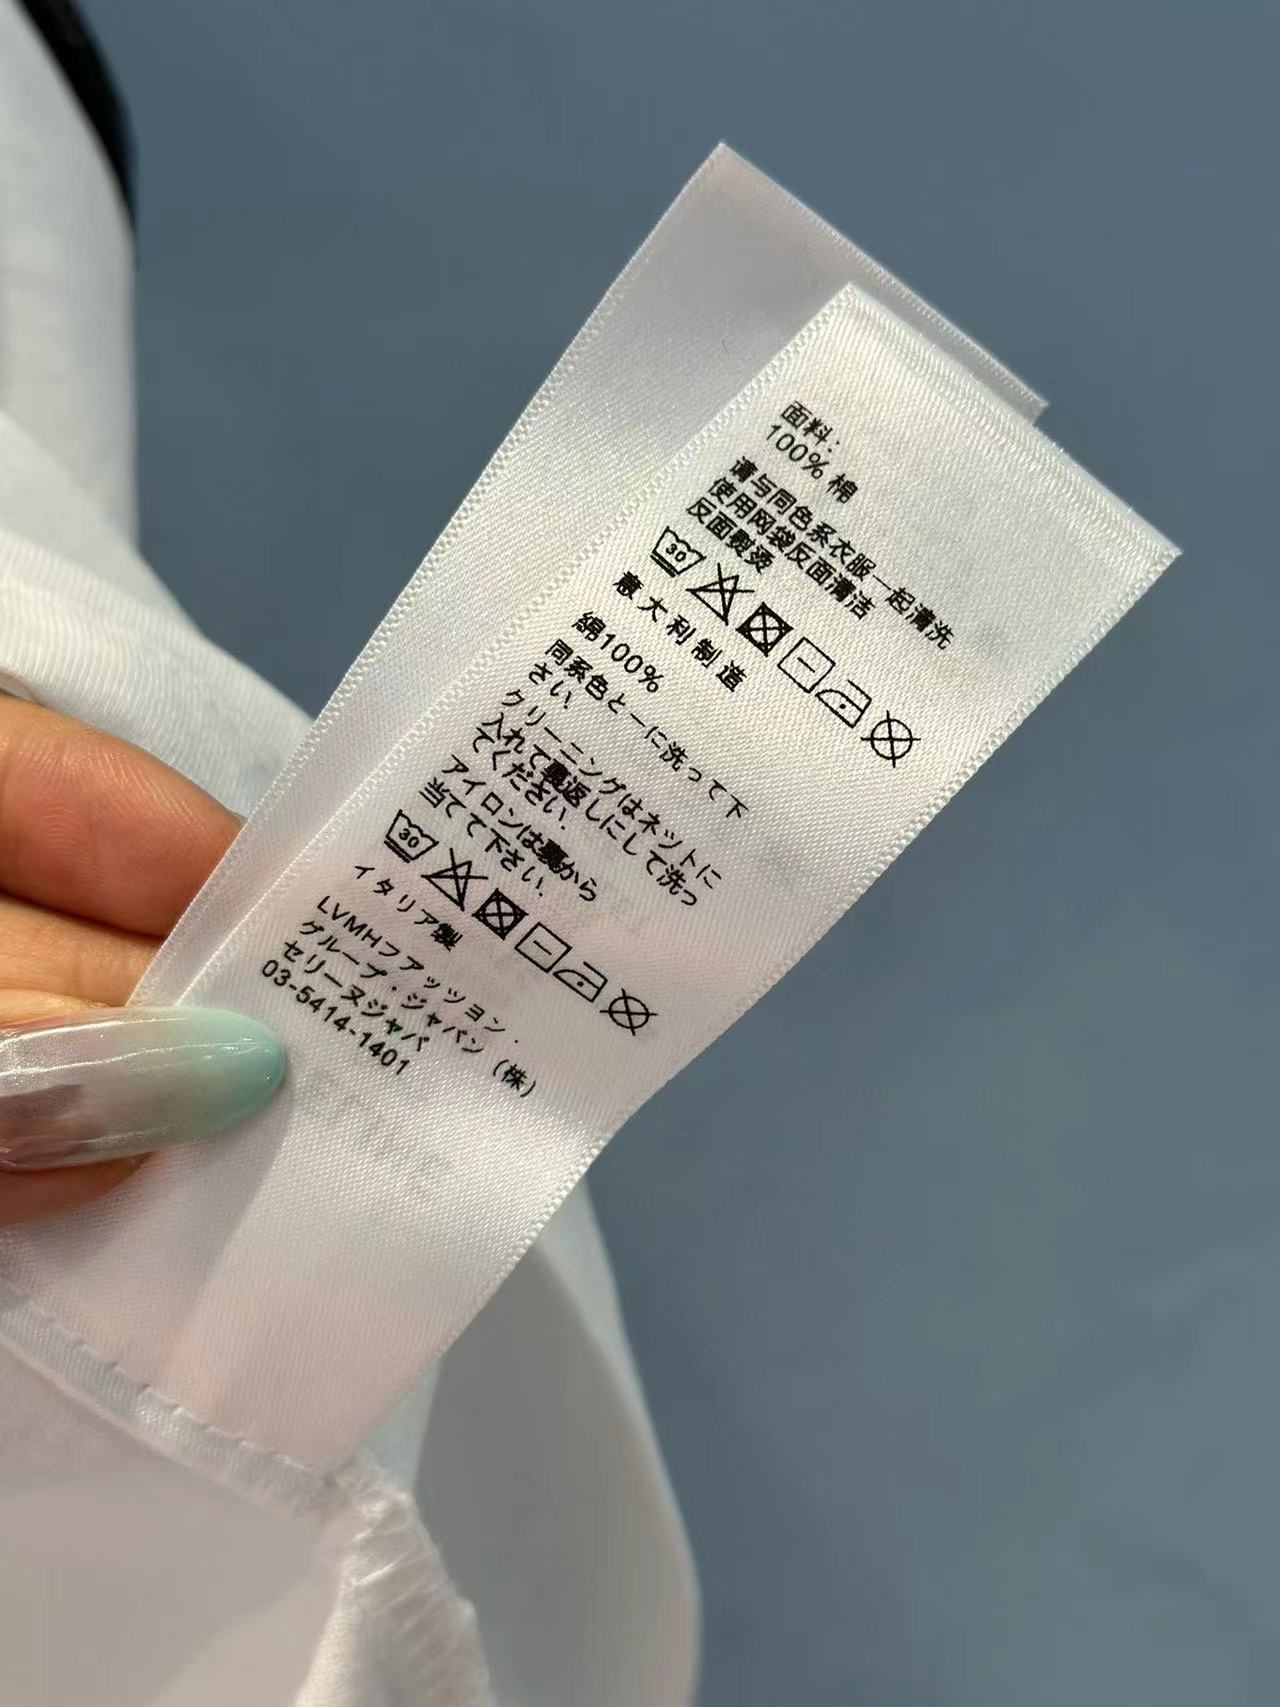 面料:
100% 棉
请与同色系衣服一起清洗
使用网袋反面清洁
反面熨烫
30
意大利制造
綿100%
同系色と一に洗って下
さい.
クリーニングはネットに
入れて裏返しにして洗っ
てください.
アイロンは裏から
当てて下さい.
30
イタリア製
LVMHファッション.
グループ・ジャパン (株)
セリーヌジャパ
03-5414-1401